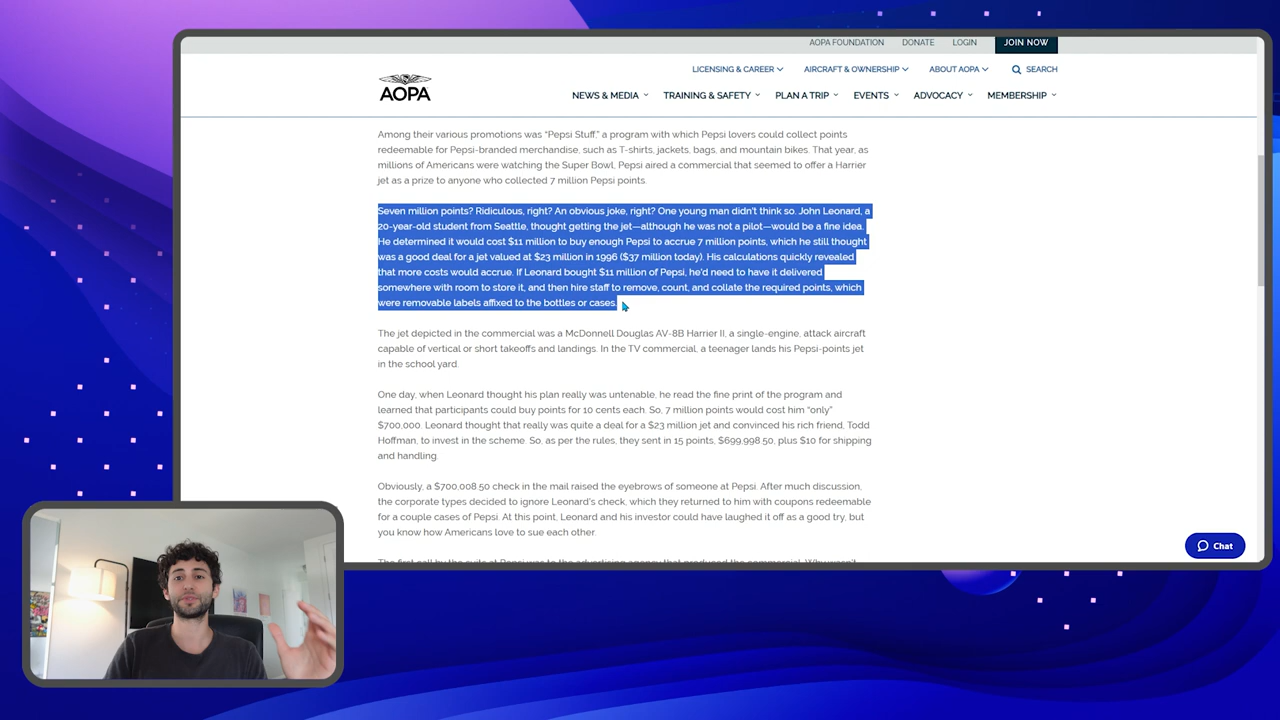 AOPA FOUNDATION DONATE LOGIN JOIN NOW
LICENSING & CAREER AIRCRAFT & OWNERSHIP ABOUT AOPA SEARCH
AOPA
NEWS & MEDIA TRAINING & SAFETY PLAN A TRIP EVENTS ADVOCACY MEMBERSHIP
Among their various promotions was “Pepsi Stuff,” a program with which Pepsi lovers could collect points
redeemable for Pepsi-branded merchandise, such as T-shirts, jackets, bags, and mountain bikes. That year, as
millions of Americans were watching the Super Bowl, Pepsi aired a commercial that seemed to offer a Harrier
jet as a prize to anyone who collected 7 million Pepsi points.
Seven million points? Ridiculous, right? An obvious joke, right? One young man didn’t think so. John Leonard, a
20-year-old student from Seattle, thought getting the jet—although he was not a pilot—would be a fine idea.
He determined it would cost $11 million to buy enough Pepsi to accrue 7 million points, which he still thought
was a good deal for a jet valued at $23 million in 1996 ($37 million today). His calculations quickly revealed
that more costs would accrue. If Leonard bought $11 million of Pepsi, he’d need to have it delivered
somewhere with room to store it, and then hire staff to remove, count, and collate the required points, which
were removable labels affixed to the bottles or cases.
The jet depicted in the commercial was a McDonnell Douglas AV-8B Harrier II, a single-engine, attack aircraft
capable of vertical or short takeoffs and landings. In the TV commercial, a teenager lands his Pepsi-points jet
in the school yard.
One day, when Leonard thought his plan really was untenable, he read the fine print of the program and
learned that participants could buy points for 10 cents each. So, 7 million points would cost him “only”
$700,000. Leonard thought that really was quite a deal for a $23 million jet and convinced his rich friend, Todd
Hoffman, to invest in the scheme. So, as per the rules, they sent in 15 points, $699,998.50, plus $10 for shipping
and handling.
Obviously, a $700,008.50 check in the mail raised the eyebrows of someone at Pepsi. After much discussion,
the corporate types decided to ignore Leonard’s check, which they returned to him with coupons redeemable
for a couple cases of Pepsi. At this point, Leonard and his investor could have laughed it off as a good try, but
you know how Americans love to sue each other.
The first call by the suits at Pepsi was to the advertising agency that produced the commercial. Why wasn’t
Chat